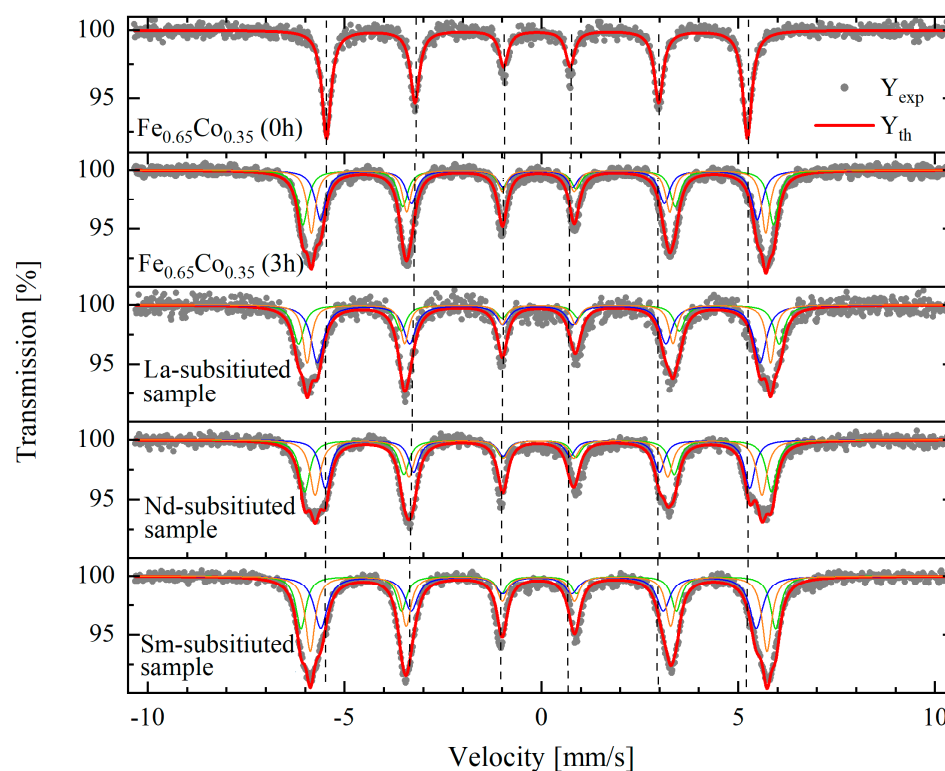 Transmission [%]
100
95
Fe0.65Co0.35 (0h)
Yexp
Yth
100
95
Fe0.65Co0.35 (3h)
100
95
La-subsitiuted
sample
100
95
Nd-subsitiuted
sample
100
95
Sm-subsitiuted
sample
-10 -5 0 5 10
Velocity [mm/s]